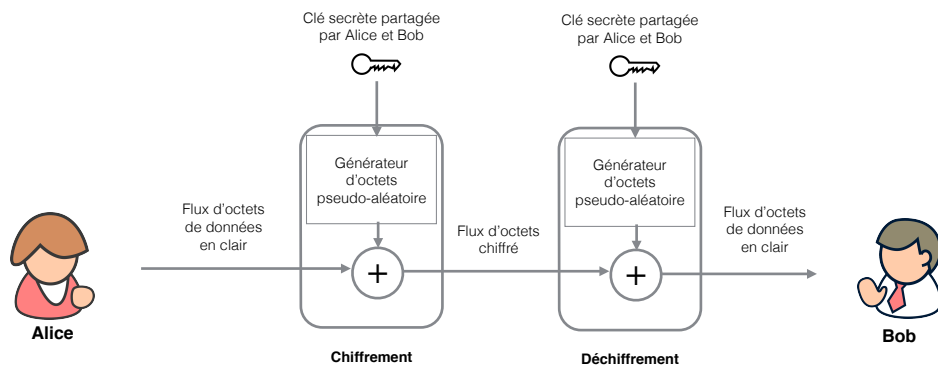 Clé secrète partagée
par Alice et Bob
Clé secrète partagée
par Alice et Bob
Générateur
d'octets
pseudo-aléatoire
Générateur
d'octets
pseudo-aléatoire
Flux d'octets
de données
en clair
+
Flux d'octets
chiffré
+
Flux d'octets
de données
en clair
Alice
Bob
Chiffrement
Déchiffrement